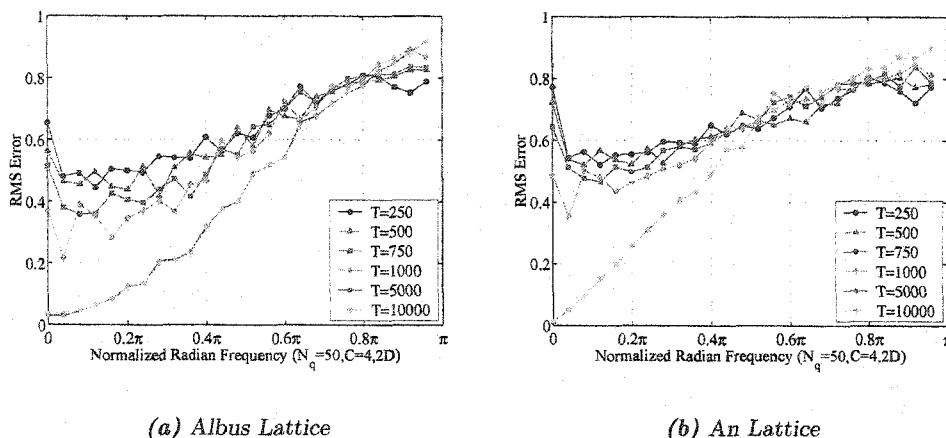 1
0.8
0.6
0.4
0.2
0
RMS Error
T=250
T=500
T=750
T=1000
T=5000
T=10000
0 0.2π 0.4π 0.6π 0.8π π
Normalized Radian Frequency (N_q=50,C=4,2D)
(a) Albus Lattice
1
0.8
0.6
0.4
0.2
0
RMS Error
T=250
T=500
T=750
T=1000
T=5000
T=10000
0 0.2π 0.4π 0.6π 0.8π π
Normalized Radian Frequency (N_q=50,C=4,2D)
(b) An Lattice